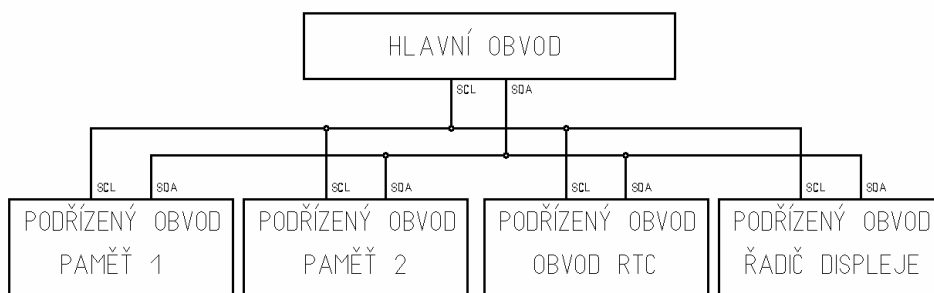 HLAVNÍ OBVOD
SCL SDA
SCL SDA SCL SDA SCL SDA SCL SDA
PODŘÍZENÝ OBVOD PODŘÍZENÝ OBVOD PODŘÍZENÝ OBVOD PODŘÍZENÝ OBVOD
PAMĚŤ 1 PAMĚŤ 2 OBVOD RTC ŘADIČ DISPLEJE